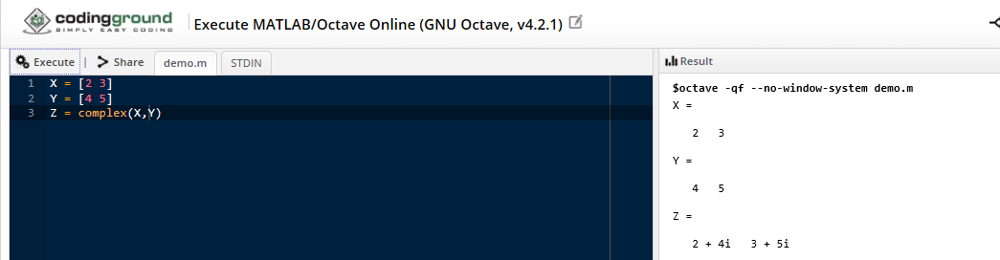 codingground
SIMPLY EASY CODING
Execute MATLAB/Octave Online (GNU Octave, v4.2.1)
Execute | Share demo.m STDIN
1 X = [2 3]
2 Y = [4 5]
3 Z = complex(X,Y)
Result
$octave -qf --no-window-system demo.m
X =
2 3
Y =
4 5
Z =
2 + 4i 3 + 5i